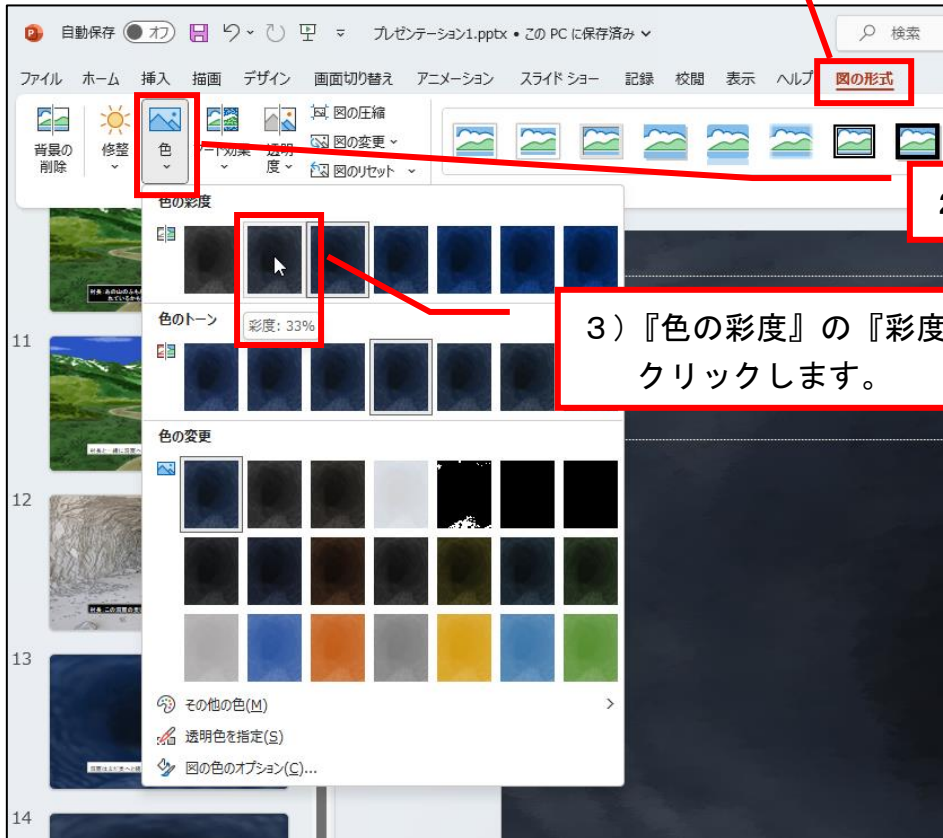 自動保存 オフ プレゼンテーション1.pptx • この PC に保存済み 検索
ファイル ホーム 挿入 描画 デザイン 画面切り替え アニメーション スライド ショー 記録 校閲 表示 ヘルプ 図の形式
背景の
削除
修整
色
アート効果
透明
度
図の圧縮
図の変更
図のリセット
色の彩度
2
彩度: 33%
3）『色の彩度』の『彩度
クリックします。
色のトーン
色の変更
その他の色(M)
透明色を指定(S)
図の色のオプション(C)...
11
12
13
14